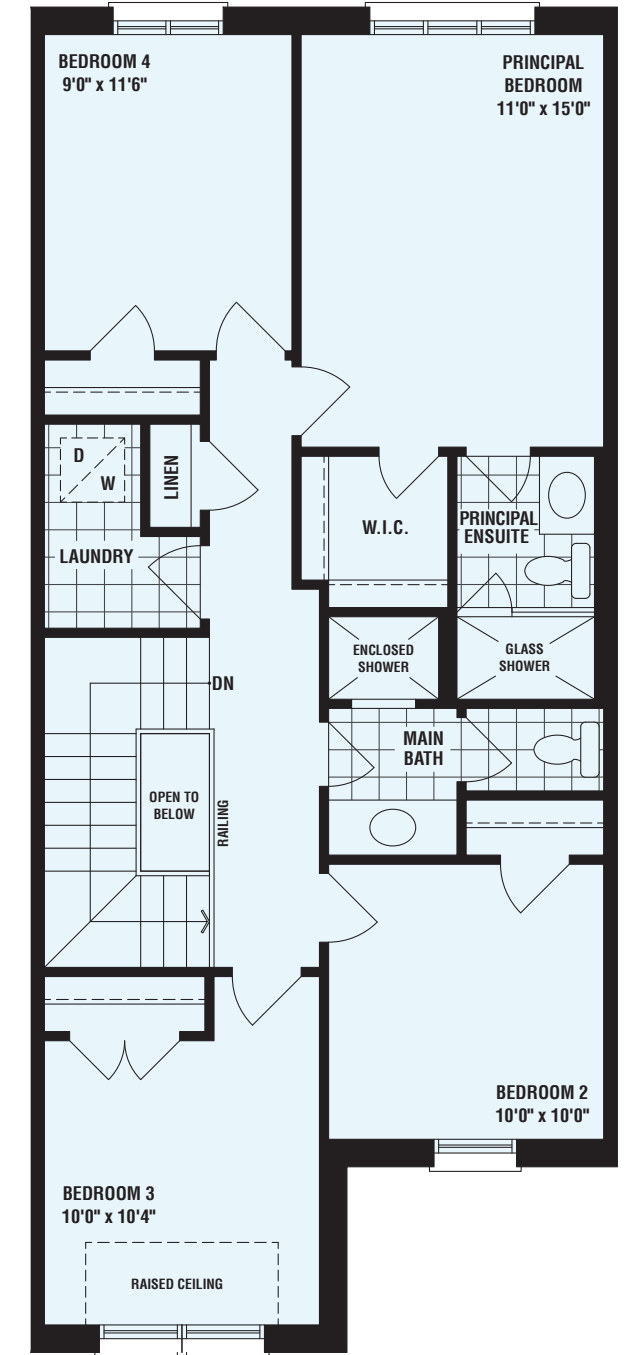 BEDROOM 4
9'0" x 11'6"
PRINCIPAL
BEDROOM
11'0" x 15'0"
D
W
LINEN
LAUNDRY
W.I.C.
PRINCIPAL
ENSUITE
ENCLOSED
SHOWER
GLASS
SHOWER
DN
MAIN
BATH
OPEN TO
BELOW
RAILING
BEDROOM 2
10'0" x 10'0"
BEDROOM 3
10'0" x 10'4"
RAISED CEILING